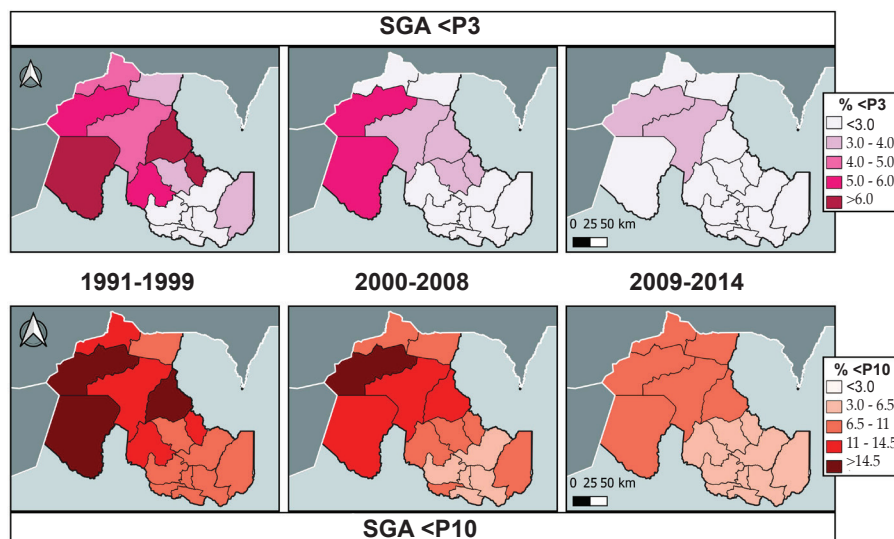 SGA <P3
% <P3
<3.0
3.0 - 4.0
4.0 - 5.0
5.0 - 6.0
>6.0
0 25 50 km
1991-1999
2000-2008
2009-2014
% <P10
<3.0
3.0 - 6.5
6.5 - 11
11 - 14.5
>14.5
0 25 50 km
SGA <P10